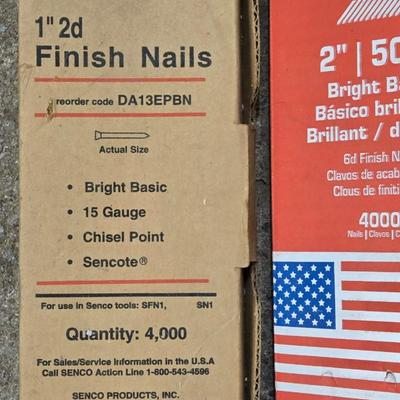 1" 2d
Finish Nails
reorder code DA13EPBN
Actual Size
• Bright Basic
• 15 Gauge
• Chisel Point
• Sencote®
For use in Senco tools: SFN1, SN1
Quantity: 4,000
For Sales/Service Information in the U.S.A
Call SENCO Action Line 1-800-543-4596
SENCO PRODUCTS, INC.
2" | 50
Bright Ba
Básico bril
Brillant / d
6d Finish N
Clavos de acab
Clous de finiti
4000
Nails | Clavos | C